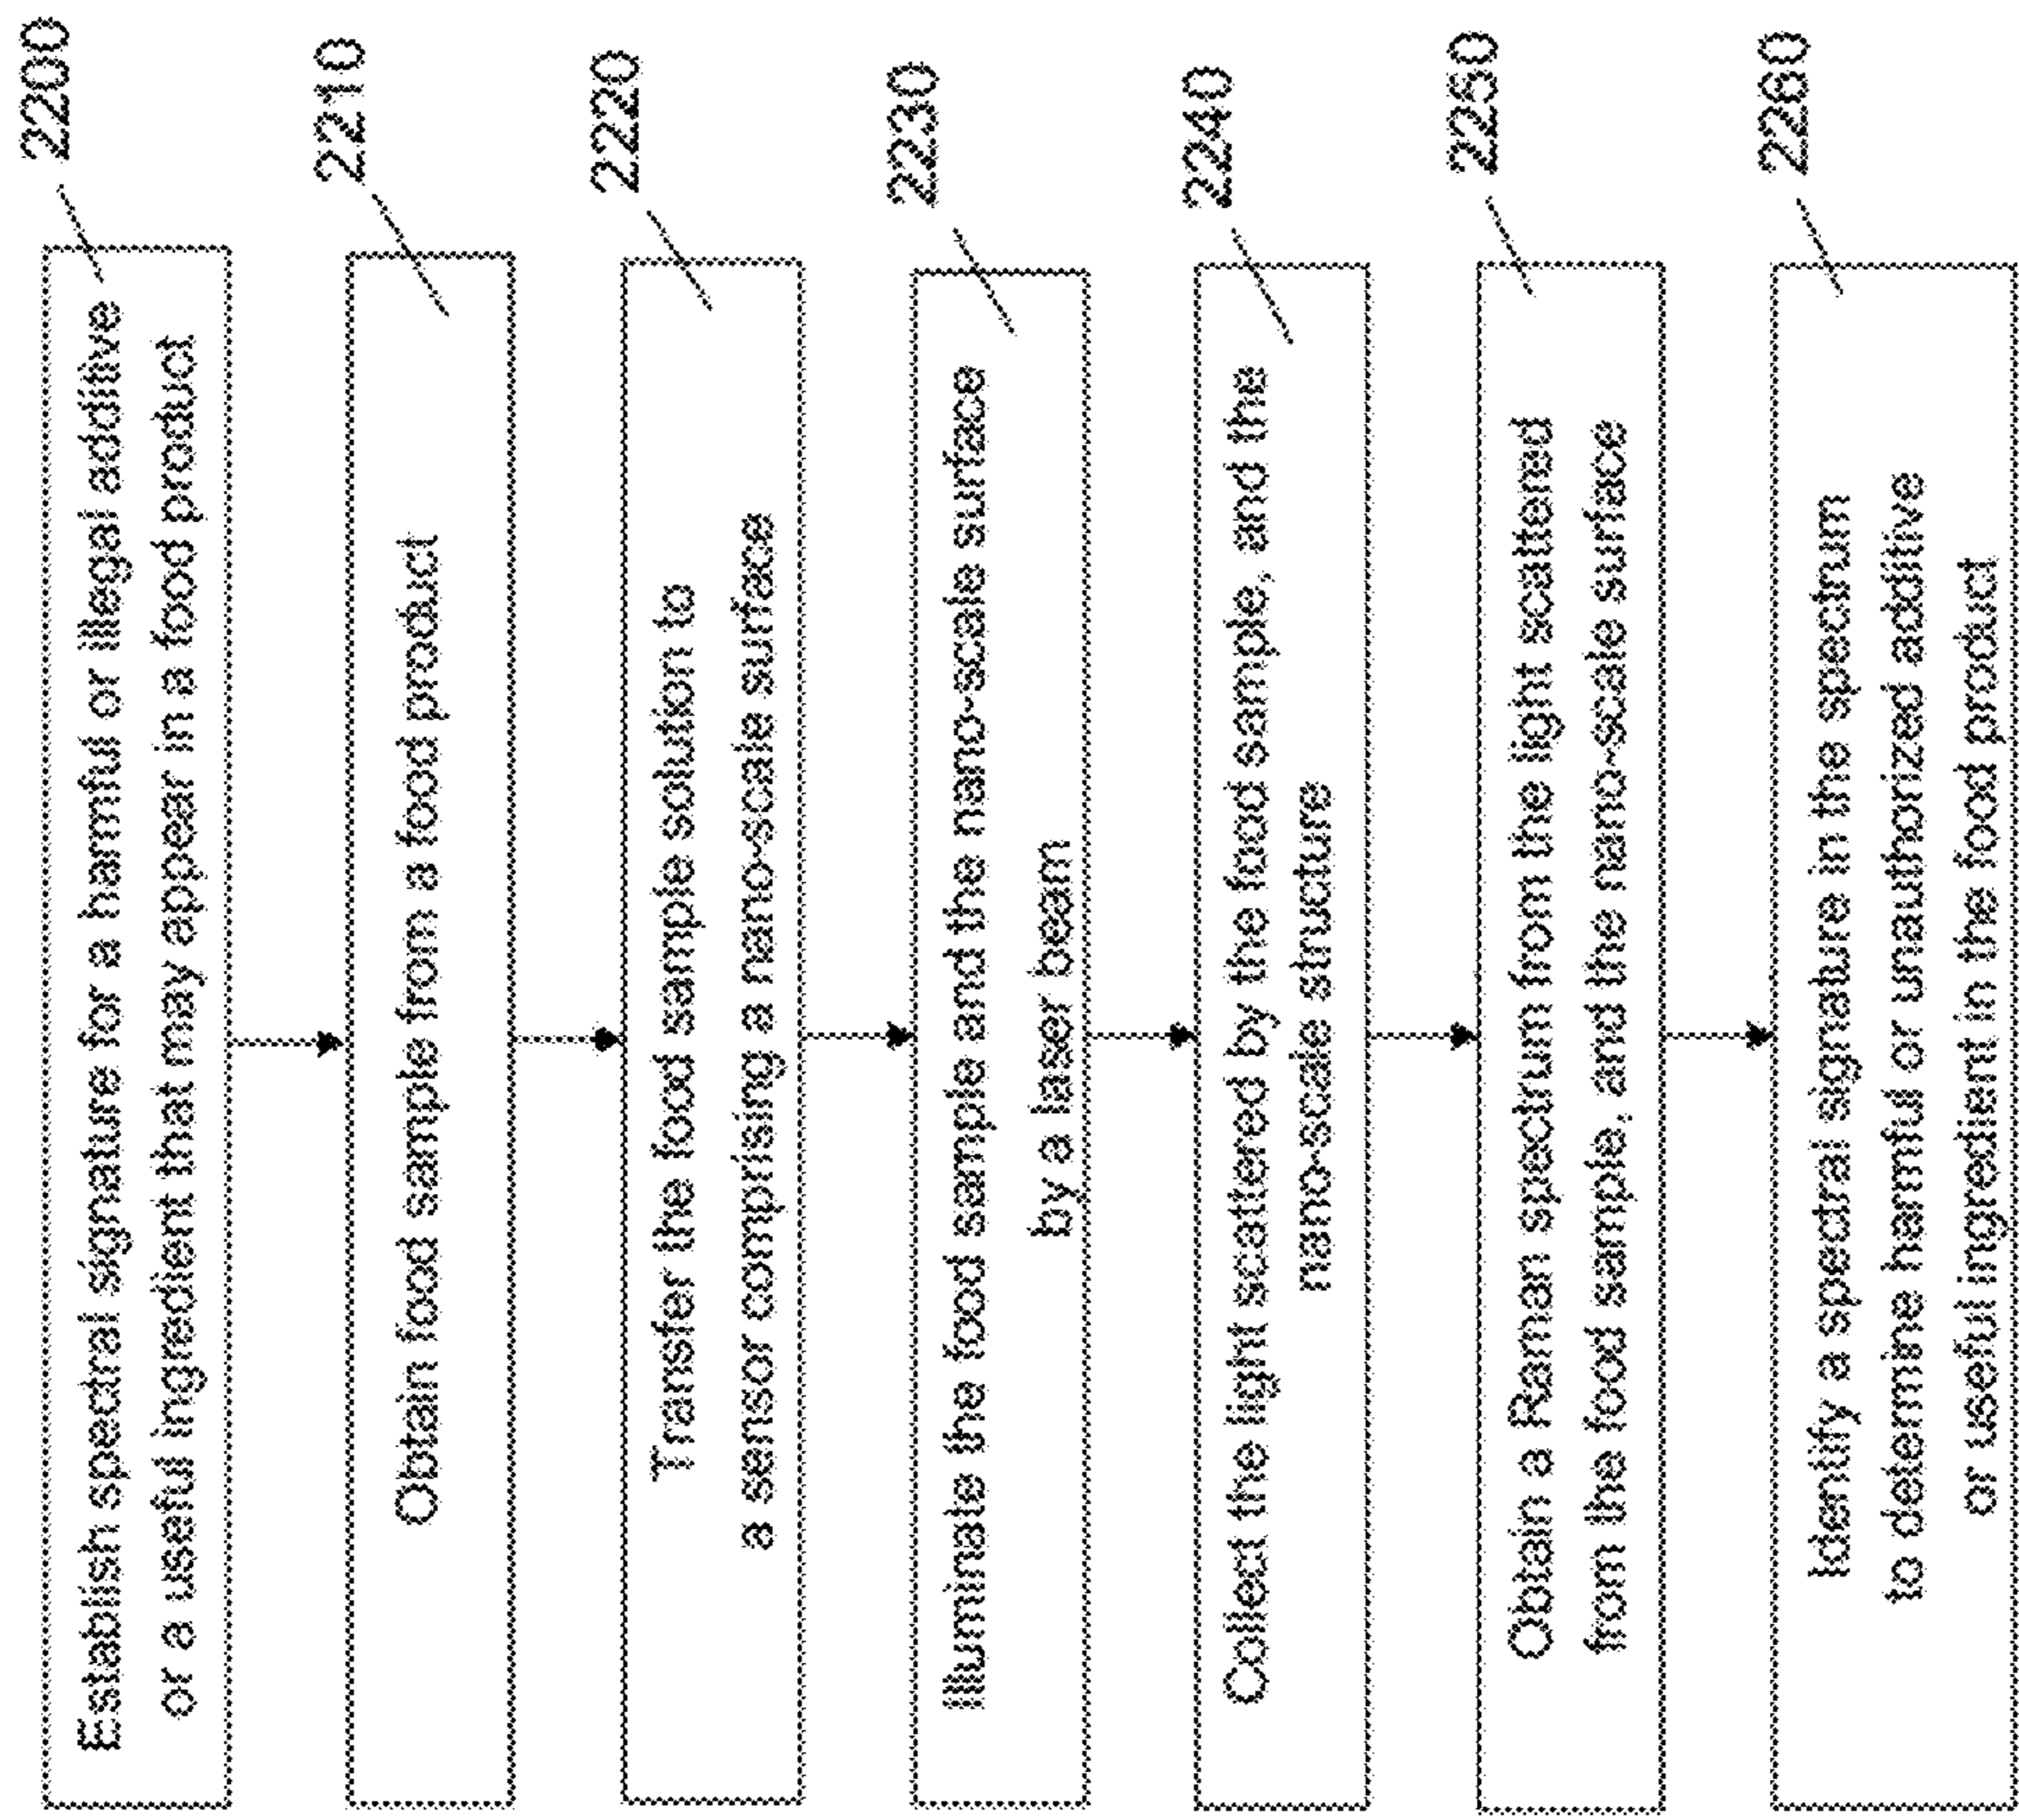 2200
Establish spectral signature for a harmful or illegal additive
or a useful ingredient that may appear in a food product
2210
Obtain food sample from a food product
2220
Transfer the food sample solution to
a sensor comprising a nano-scale surface
2230
Illuminate the food sample and the nano-scale surface
by a laser beam
2240
Collect the light scattered by the food sample, and the
nano-scale structure
2250
Obtain a Raman spectrum from the light scattered
from the food sample, and the nano-scale surface
2260
Identify a spectral signature in the spectrum
to determine harmful or unauthorized additive
or useful ingredient in the food product